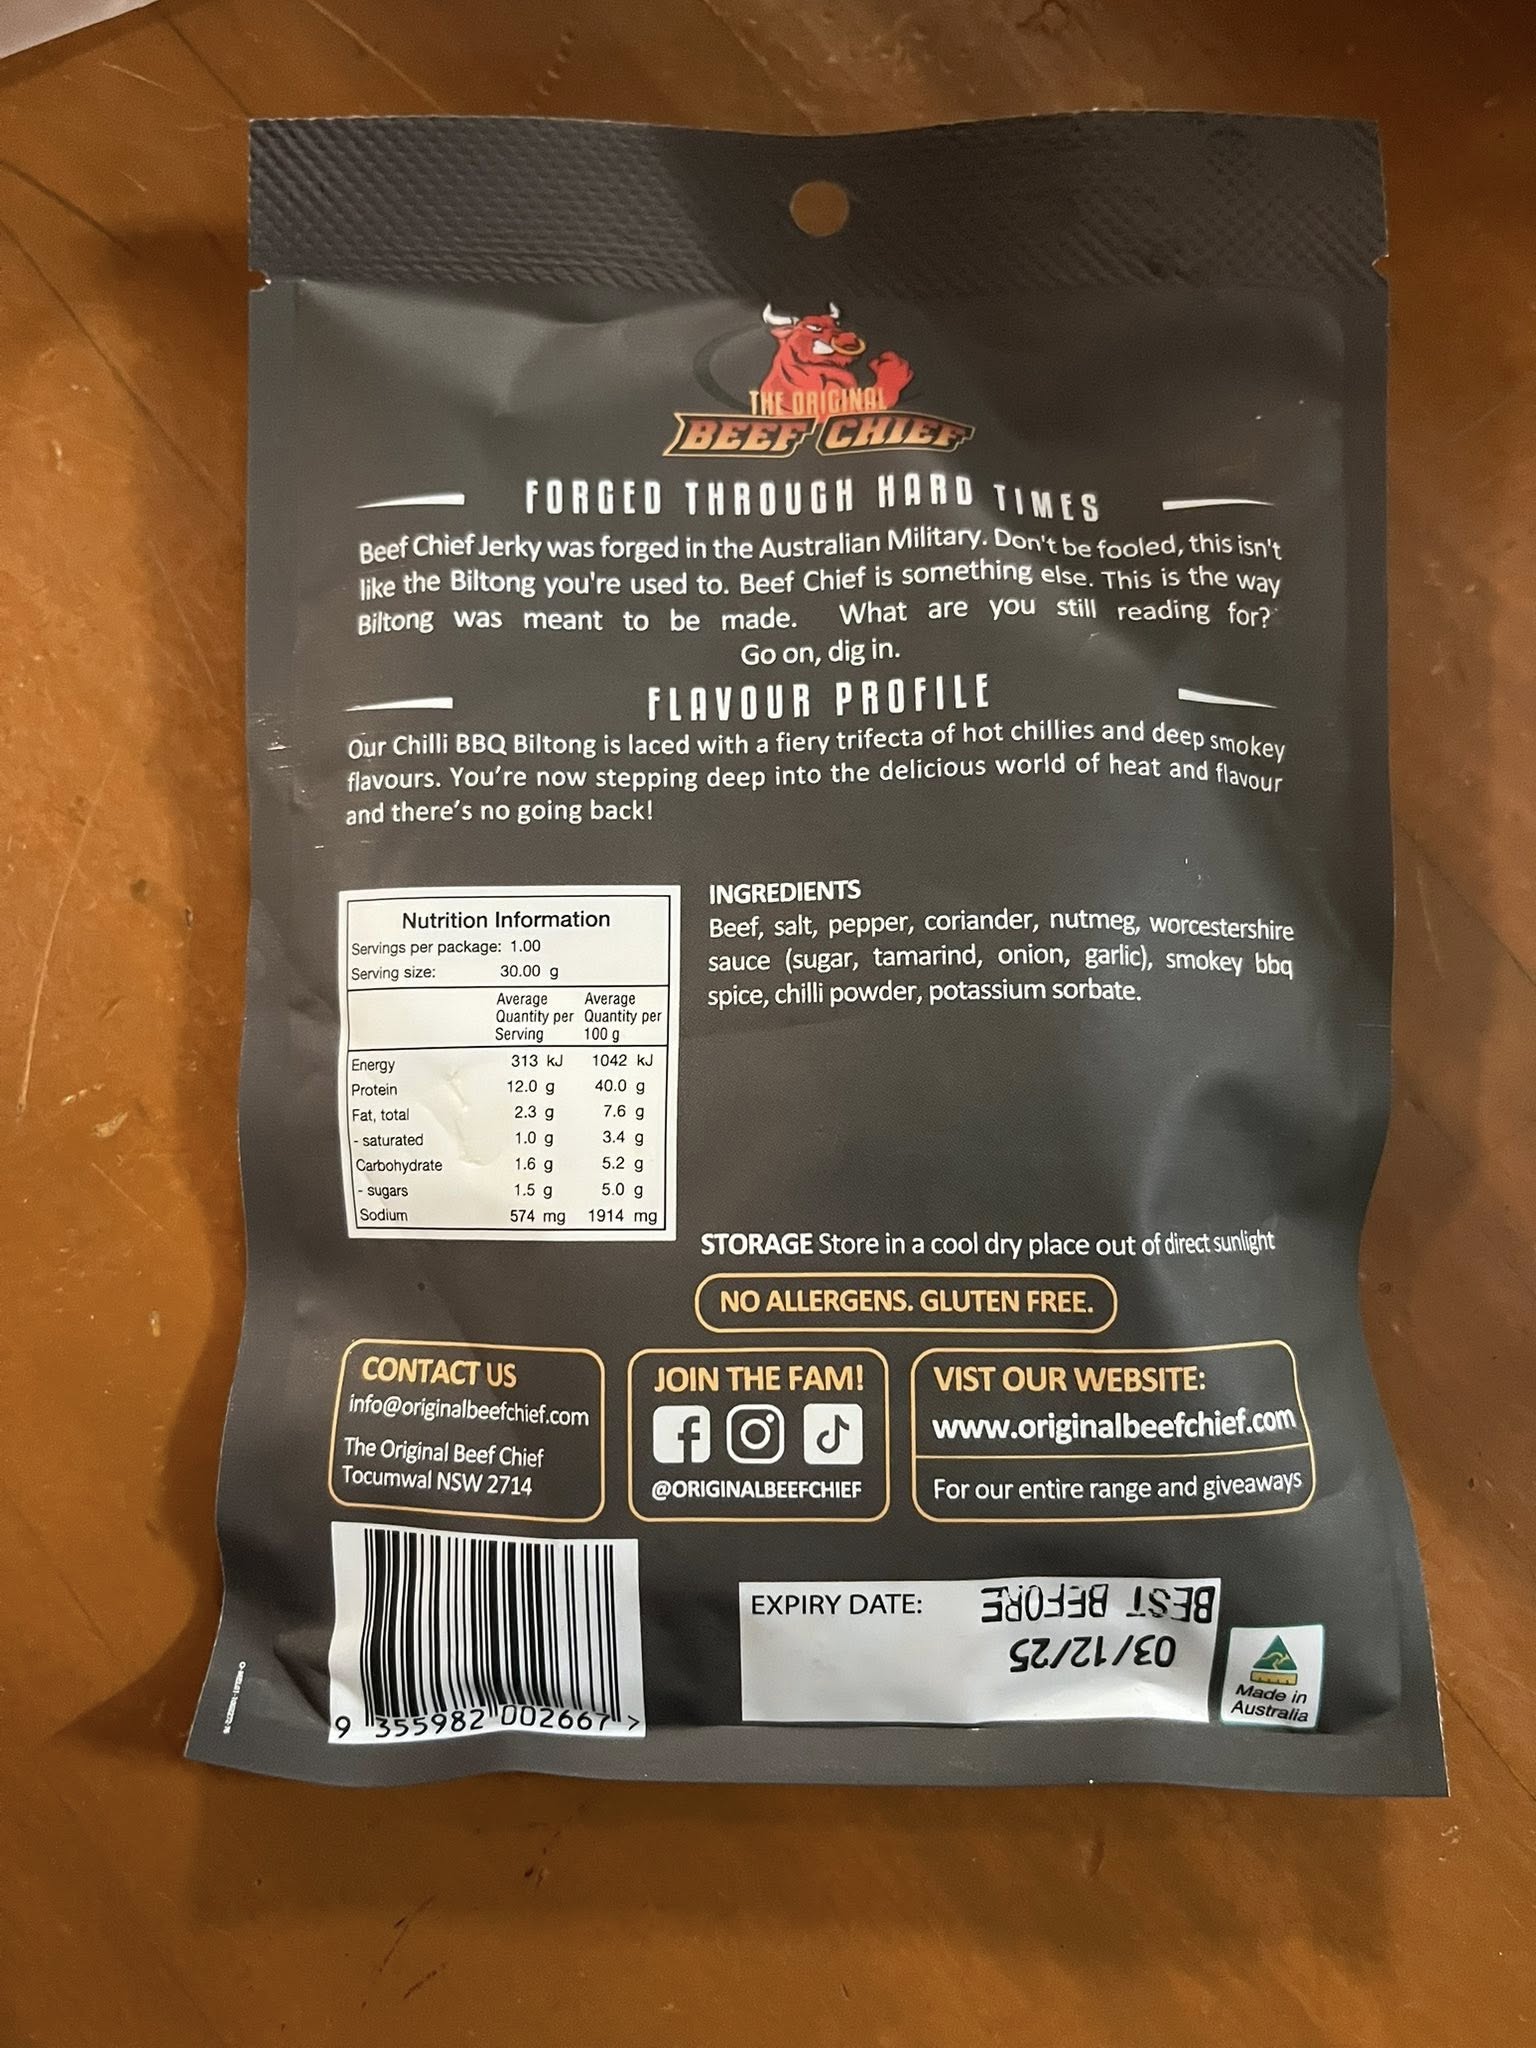 THE ORIGINAL
BEEF CHIEF
FORGED THROUGH HARD TIMES
Beef Chief Jerky was forged in the Australian Military. Don't be fooled, this isn't
like the Biltong you're used to. Beef Chief is something else. This is the way
Biltong was meant to be made. What are you still reading for?
Go on, dig in.
FLAVOUR PROFILE
Our Chilli BBQ Biltong is laced with a fiery trifecta of hot chillies and deep smokey
flavours. You're now stepping deep into the delicious world of heat and flavour
and there's no going back!
Nutrition Information
Servings per package: 1.00
Serving size: 30.00 g
Average Average
Quantity per Quantity per
Serving 100 g
Energy 313 kJ 1042 kJ
Protein 12.0 g 40.0 g
Fat, total 2.3 g 7.6 g
- saturated 1.0 g 3.4 g
Carbohydrate 1.6 g 5.2 g
- sugars 1.5 g 5.0 g
Sodium 574 mg 1914 mg
INGREDIENTS
Beef, salt, pepper, coriander, nutmeg, worcestershire
sauce (sugar, tamarind, onion, garlic), smokey bbq
spice, chilli powder, potassium sorbate.
STORAGE Store in a cool dry place out of direct sunlight
NO ALLERGENS. GLUTEN FREE.
CONTACT US
info@originalbeefchief.com
The Original Beef Chief
Tocumwal NSW 2714
JOIN THE FAM!
@ORIGINALBEEFCHIEF
VIST OUR WEBSITE:
www.originalbeefchief.com
For our entire range and giveaways
9 355982 002667 >
EXPIRY DATE:
BEST BEFORE
03/12/25
Made in
Australia